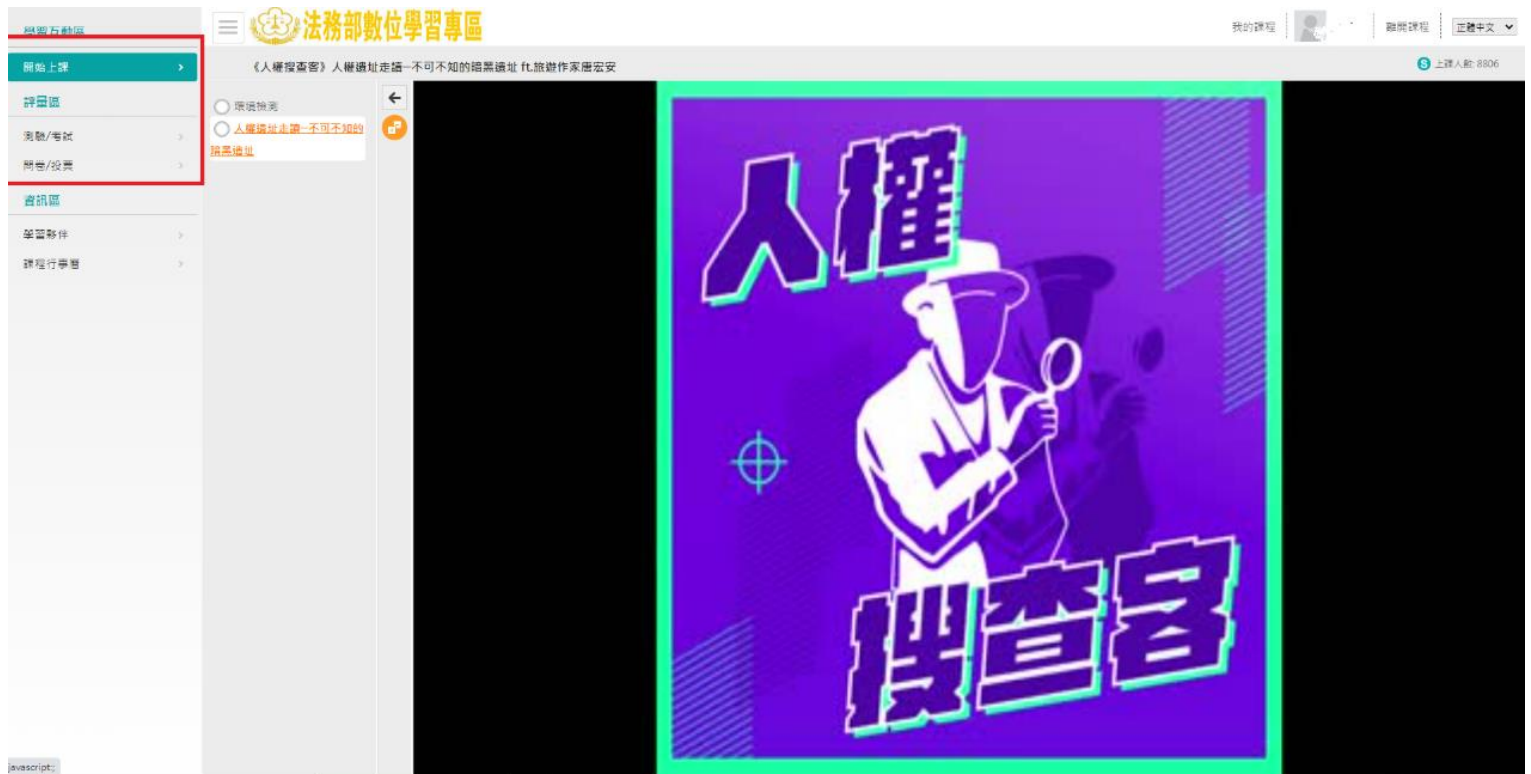 學習互動區
開始上課
評量區
測驗/考試
問卷/投票
資訊區
學習夥伴
課程行事曆
法務部數位學習專區
我的課程
離開課程
正體中文
《人權搜查客》人權遺址走讀─不可不知的暗黑遺址 ft.旅遊作家唐宏安
S 上課人數: 8806
環境檢測
人權遺址走讀─不可不知的
暗黑遺址
人權
搜查客
javascript:;